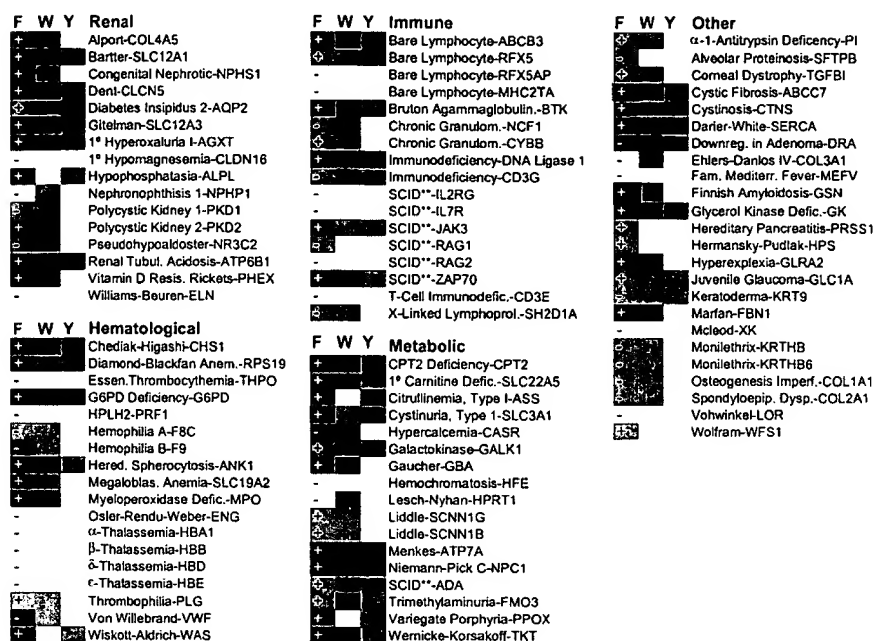 F W Y Renal
+ Alport-COL4A5
+ Bartter-SLC12A1
+ Congenital Nephrotic-NPHS1
+ Dent-CLCN5
Diabetes Insipidus 2-AQP2
+ Gitelman-SLC12A3
+ 1° Hyperoxaluria I-AGXT
- 1° Hypomagnesemia-CLDN16
+ Hypophosphatasia-ALPL
- Nephronophthisis 1-NPHP1
Polycystic Kidney 1-PKD1
+ Polycystic Kidney 2-PKD2
Pseudohypoaldoster-NR3C2
+ Renal Tubul. Acidosis-ATP6B1
+ Vitamin D Resis. Rickets-PHEX
- Williams-Beuren-ELN
F W Y Hematological
+ Chediak-Higashi-CHS1
+ Diamond-Blackfan Anem.-RPS19
- Essen.Thrombocythemia-THPO
+ G6PD Deficiency-G6PD
- HPLH2-PRF1
Hemophilia A-F8C
Hemophilia B-F9
+ Hered. Spherocytosis-ANK1
+ Megaloblas. Anemia-SLC19A2
+ Myeloperoxidase Defic.-MPO
- Osler-Rendu-Weber-ENG
- α-Thalassemia-HBA1
- β-Thalassemia-HBB
- δ-Thalassemia-HBD
- ε-Thalassemia-HBE
Thrombophilia-PLG
- Von Willebrand-VWF
+ Wiskott-Aldrich-WAS
F W Y Immune
+ Bare Lymphocyte-ABCB3
Bare Lymphocyte-RFX5
- Bare Lymphocyte-RFX5AP
- Bare Lymphocyte-MHC2TA
+ Bruton Agammaglobulin.-BTK
Chronic Granulom.-NCF1
Chronic Granulom.-CYBB
+ Immunodeficiency-DNA Ligase 1
Immunodeficiency-CD3G
- SCID**-IL2RG
- SCID**-IL7R
+ SCID**-JAK3
SCID**-RAG1
- SCID**-RAG2
+ SCID**-ZAP70
- T-Cell Immunodefic.-CD3E
X-Linked Lymphoprol.-SH2D1A
F W Y Metabolic
+ CPT2 Deficiency-CPT2
+ 1° Carnitine Defic.-SLC22A5
+ Citrullinemia, Type I-ASS
+ Cystinuria, Type 1-SLC3A1
- Hypercalcemia-CASR
Galactokinase-GALK1
+ Gaucher-GBA
- Hemochromatosis-HFE
- Lesch-Nyhan-HPRT1
Liddle-SCNN1G
Liddle-SCNN1B
+ Menkes-ATP7A
+ Niemann-Pick C-NPC1
SCID**-ADA
Trimethylaminuria-FMO3
+ Variegate Porphyria-PPOX
+ Wernicke-Korsakoff-TKT
F W Y Other
α-1-Antitrypsin Deficency-PI
Alveolar Proteinosis-SFTPB
Corneal Dystrophy-TGFBI
+ Cystic Fibrosis-ABCC7
+ Cystinosis-CTNS
+ Darier-White-SERCA
- Downreg. in Adenoma-DRA
- Ehlers-Danlos IV-COL3A1
- Fam. Mediterr. Fever-MEFV
+ Finnish Amyloidosis-GSN
+ Glycerol Kinase Defic.-GK
Hereditary Pancreatitis-PRSS1
Hermansky-Pudlak-HPS
+ Hyperexplexia-GLRA2
Juvenile Glaucoma-GLC1A
Keratoderma-KRT9
+ Marfan-FBN1
- Mcleod-XK
Monilethrix-KRTHB
Monilethrix-KRTHB6
Osteogenesis Imperf.-COL1A1
Spondyloepip. Dysp.-COL2A1
- Vohwinkel-LOR
Wolfram-WFS1